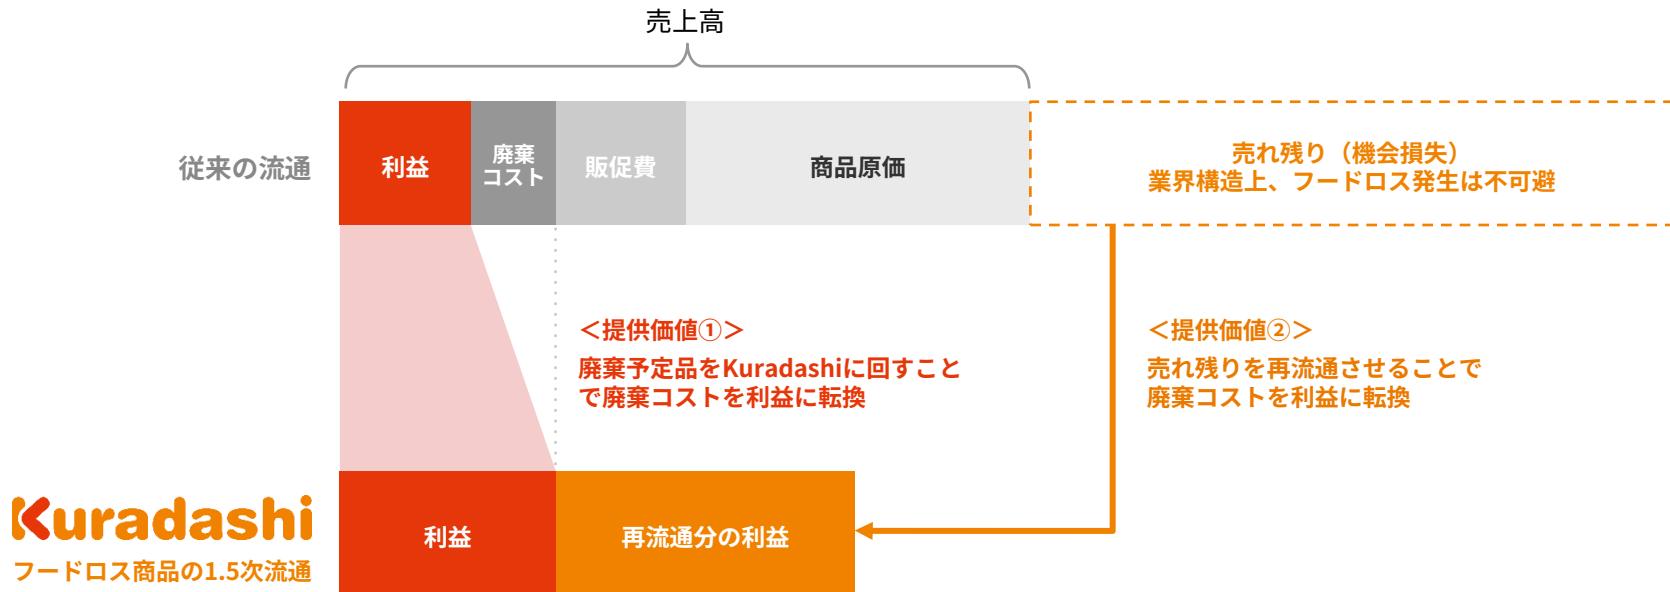 売上高
従来の流通
利益
廃棄
コスト
販促費
商品原価
売れ残り（機会損失）
業界構造上、フードロス発生は不可避
＜提供価値①＞
廃棄予定品をKuradashiに回すこと
で廃棄コストを利益に転換
＜提供価値②＞
売れ残りを再流通させることで
廃棄コストを利益に転換
Kuradashi
フードロス商品の1.5次流通
利益
再流通分の利益